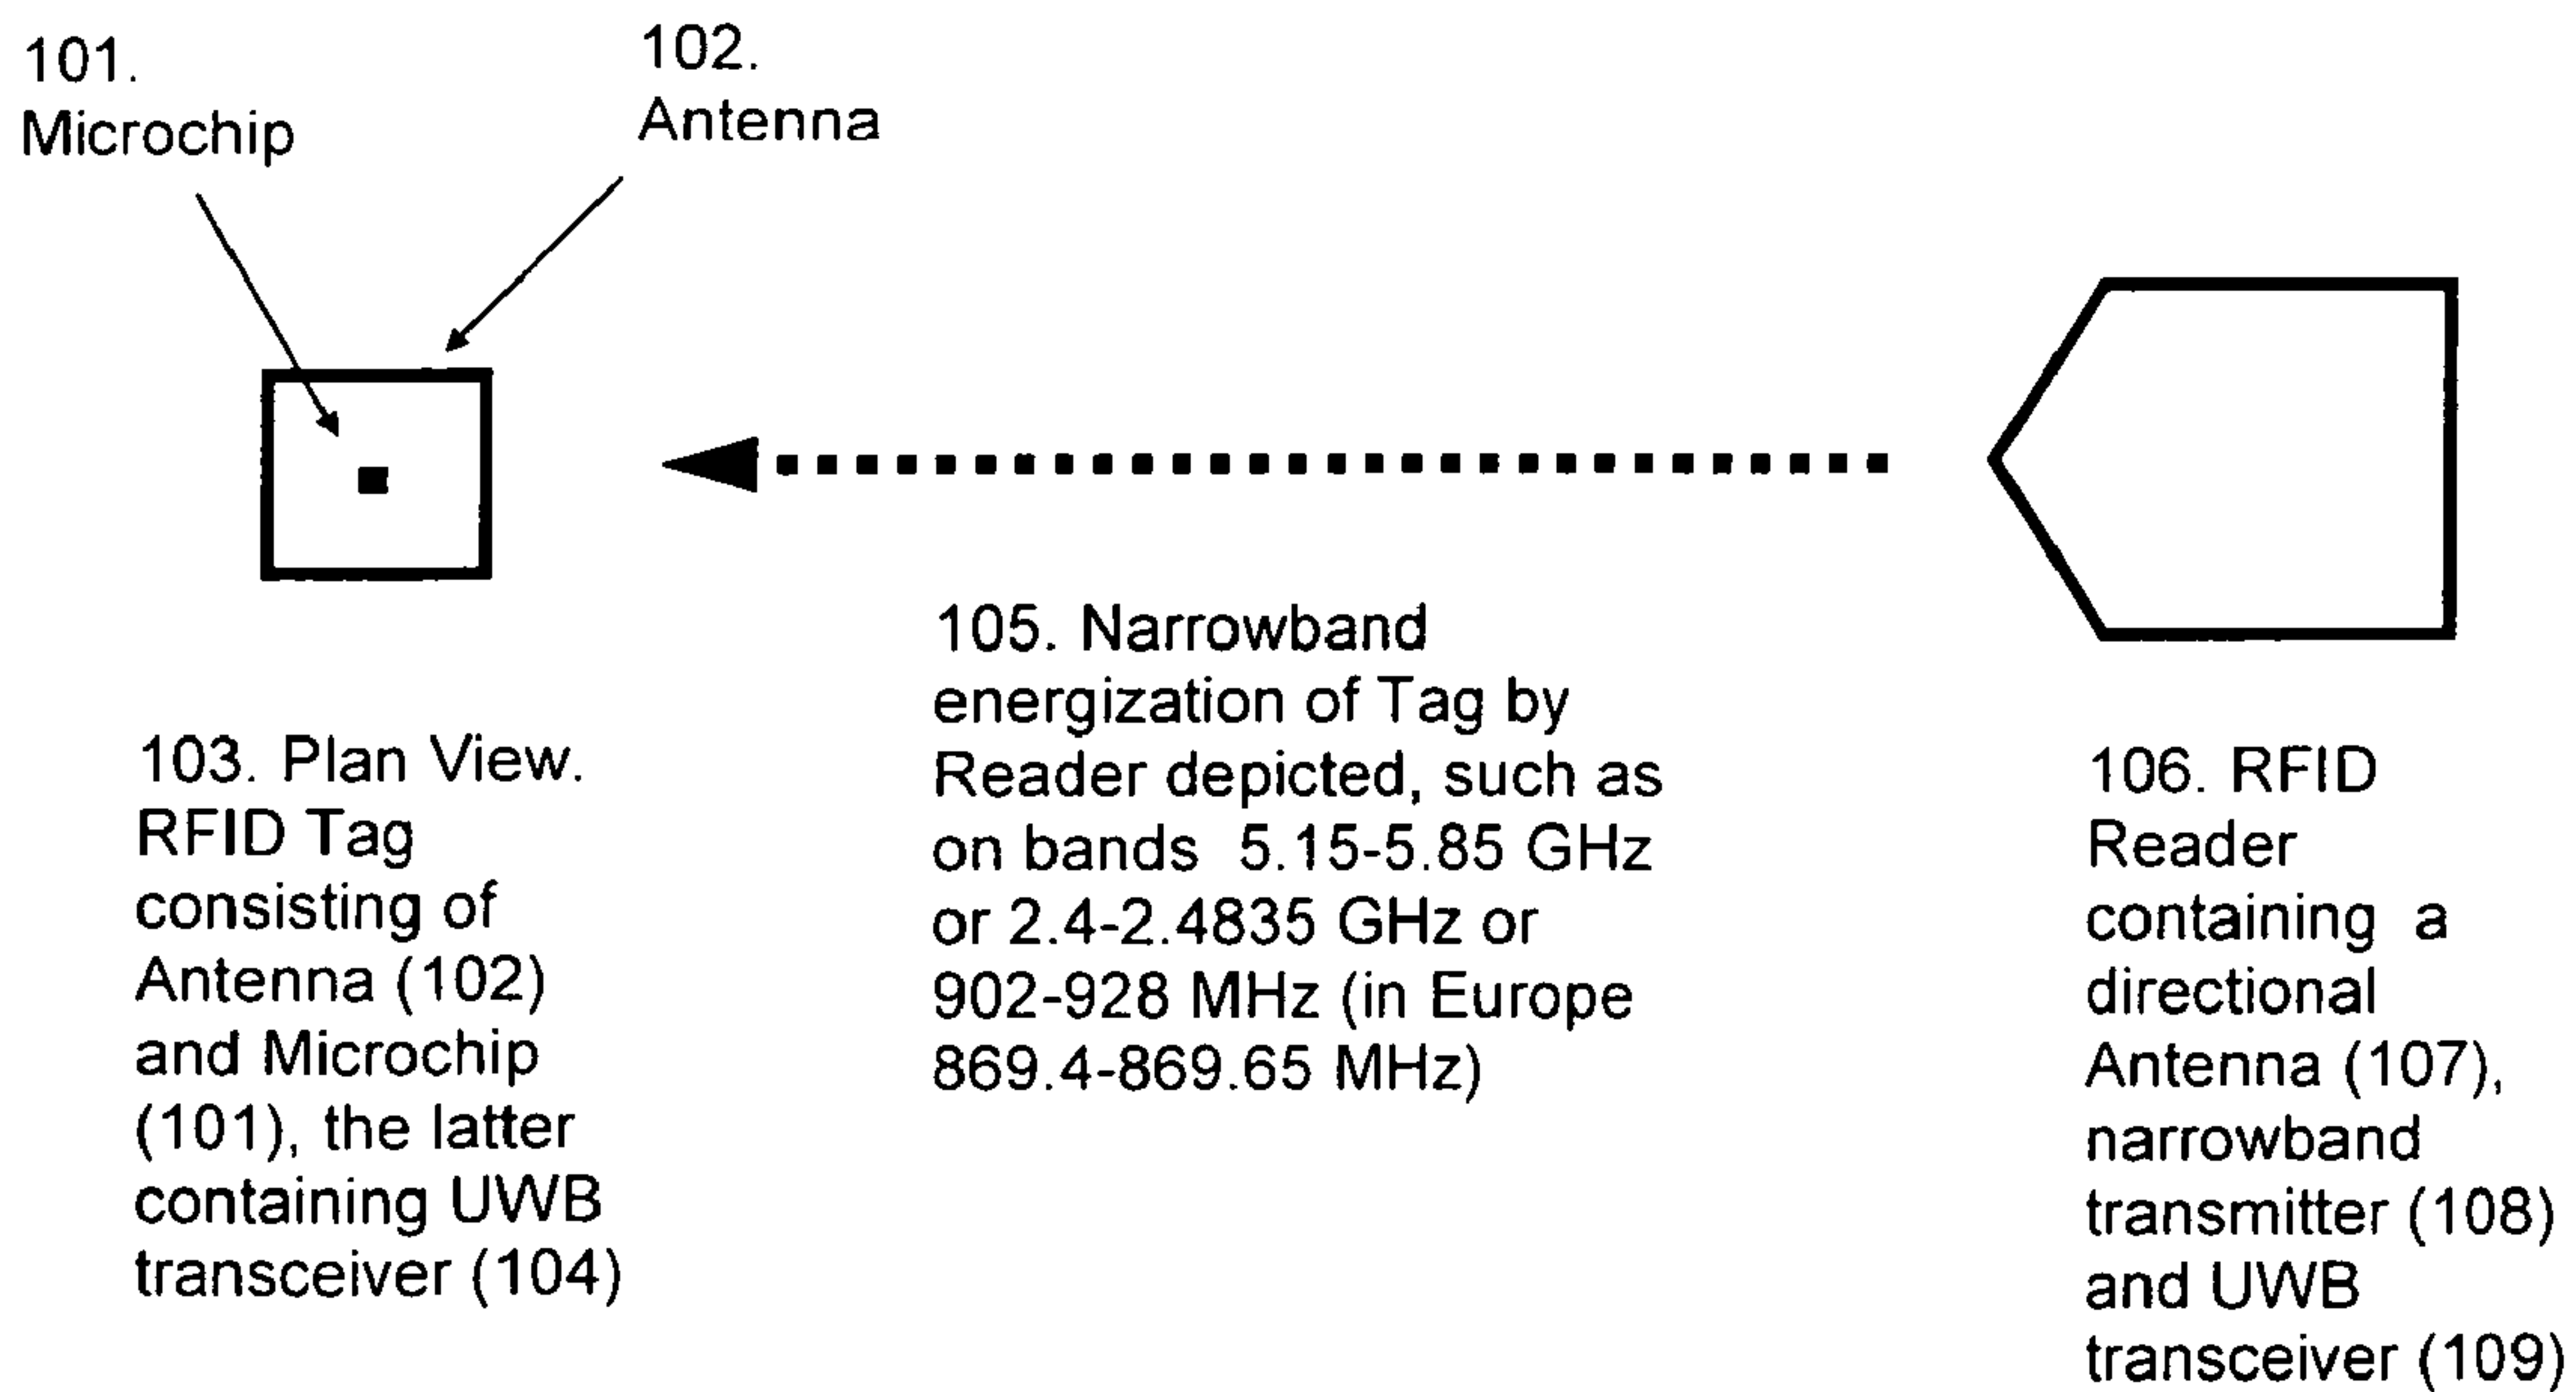 101.
Microchip
102.
Antenna
103. Plan View.
RFID Tag
consisting of
Antenna (102)
and Microchip
(101), the latter
containing UWB
transceiver (104)
105. Narrowband
energization of Tag by
Reader depicted, such as
on bands 5.15-5.85 GHz
or 2.4-2.4835 GHz or
902-928 MHz (in Europe
869.4-869.65 MHz)
106. RFID
Reader
containing a
directional
Antenna (107),
narrowband
transmitter (108)
and UWB
transceiver (109)